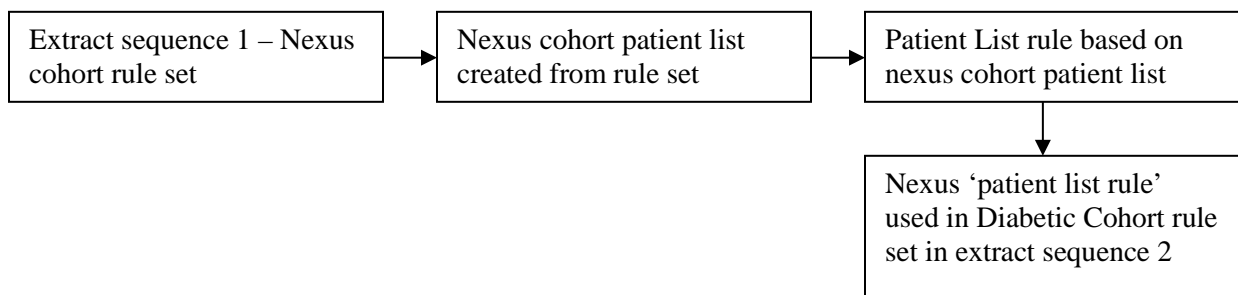 Extract sequence 1 – Nexus
cohort rule set
Nexus cohort patient list
created from rule set
Patient List rule based on
nexus cohort patient list
Nexus ‘patient list rule’
used in Diabetic Cohort rule
set in extract sequence 2